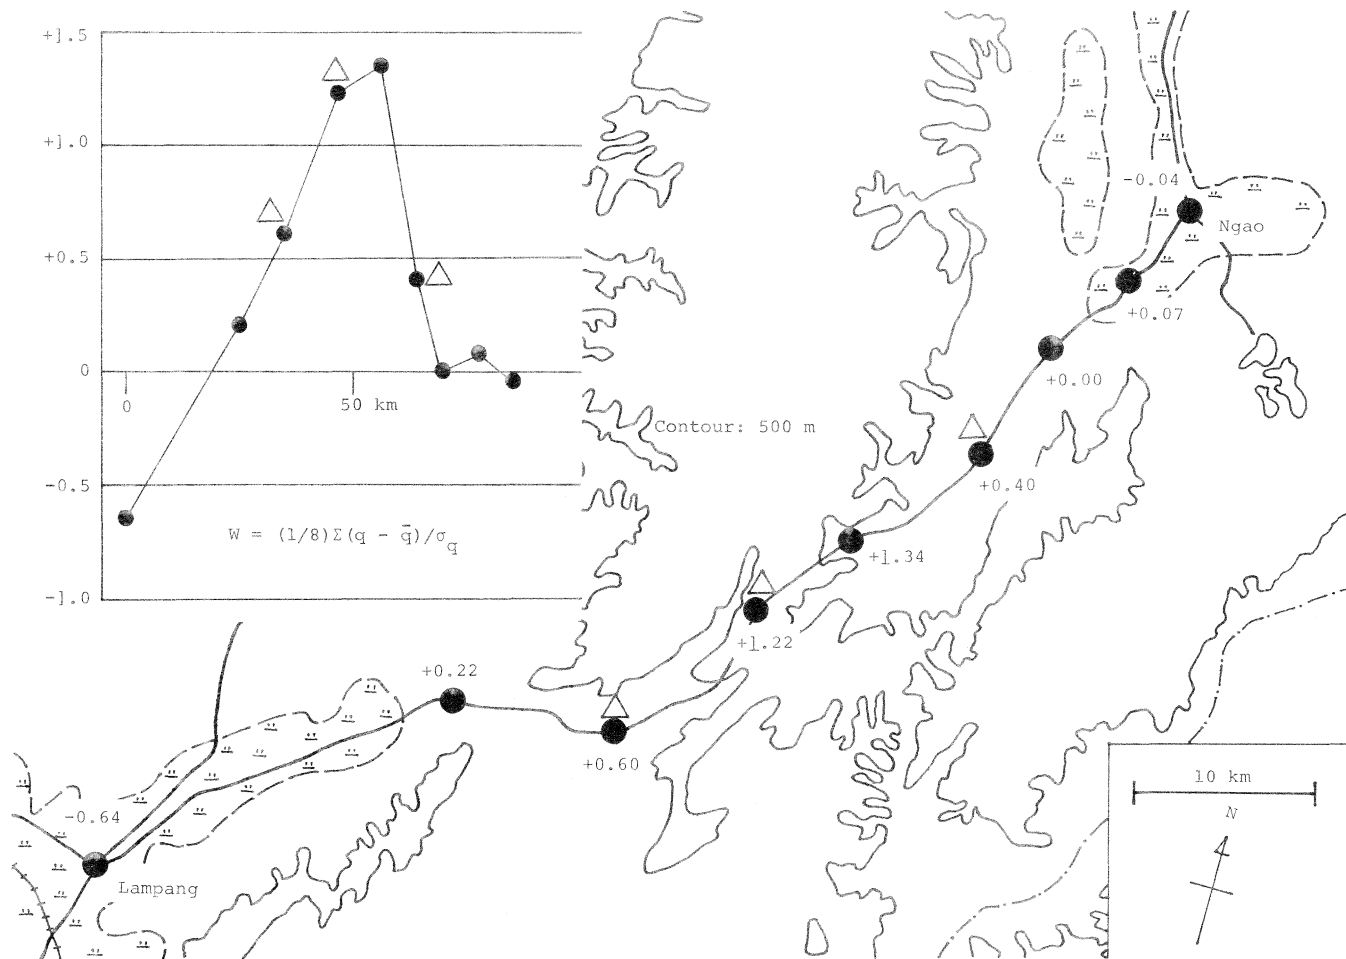 +1.5
+1.0
+0.5
0
-0.5
-1.0
0
50 km
W = (1/8)Σ(q - q̄)/σq
Contour: 500 m
-0.04
Ngao
+0.07
+0.00
+0.40
+1.34
+1.22
+0.60
+0.22
-0.64
Lampang
10 km
N